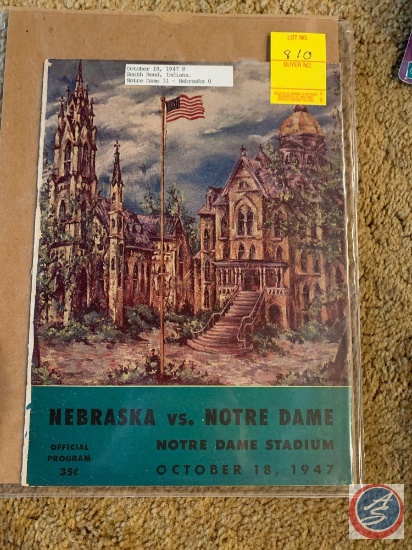 October 18, 1947 @
South Bend, Indiana.
Notre Dame 31 - Nebraska 0
LOT NO.
810
BUYER NO.
NEBRASKA VS. NOTRE DAME
OFFICIAL
PROGRAM
35¢
NOTRE DAME STADIUM
OCTOBER 18, 1947